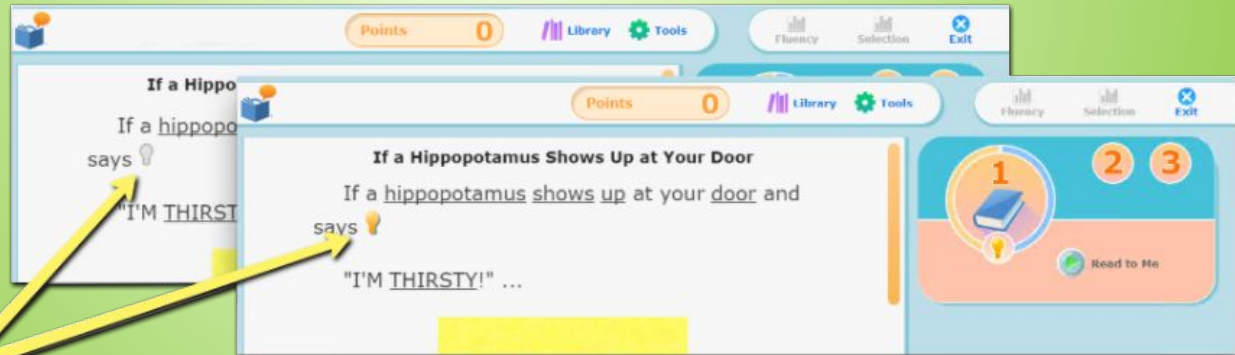 Points 0 Library Tools Fluency Selection Exit
If a Hippo
If a hippopo
says
"I'M THIRST
Points 0 Library Tools Fluency Selection Exit
1 2 3
If a Hippopotamus Shows Up at Your Door
If a hippopotamus shows up at your door and
says
"I'M THIRSTY!" ...
Read to Me